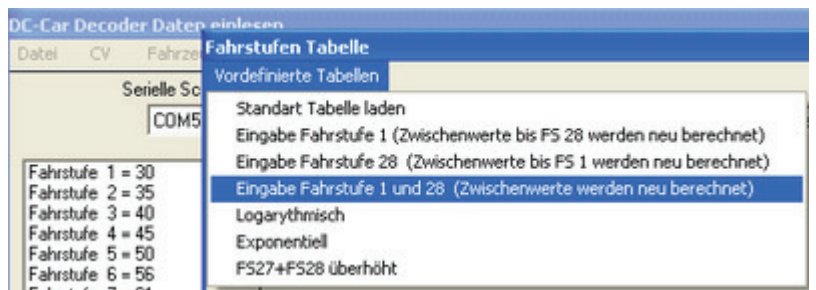 DC-Car Decoder Daten einlesen
Datei CV Fahrze
Serielle Sc
COM5
Fahrstufe 1 = 30
Fahrstufe 2 = 35
Fahrstufe 3 = 40
Fahrstufe 4 = 45
Fahrstufe 5 = 50
Fahrstufe 6 = 56
Fahrstufen Tabelle
Vordefinierte Tabellen
Standart Tabelle laden
Eingabe Fahrstufe 1 (Zwischenwerte bis FS 28 werden neu berechnet)
Eingabe Fahrstufe 28 (Zwischenwerte bis FS 1 werden neu berechnet)
Eingabe Fahrstufe 1 und 28 (Zwischenwerte werden neu berechnet)
Logarythmisch
Exponentiell
FS27+FS28 überhöht